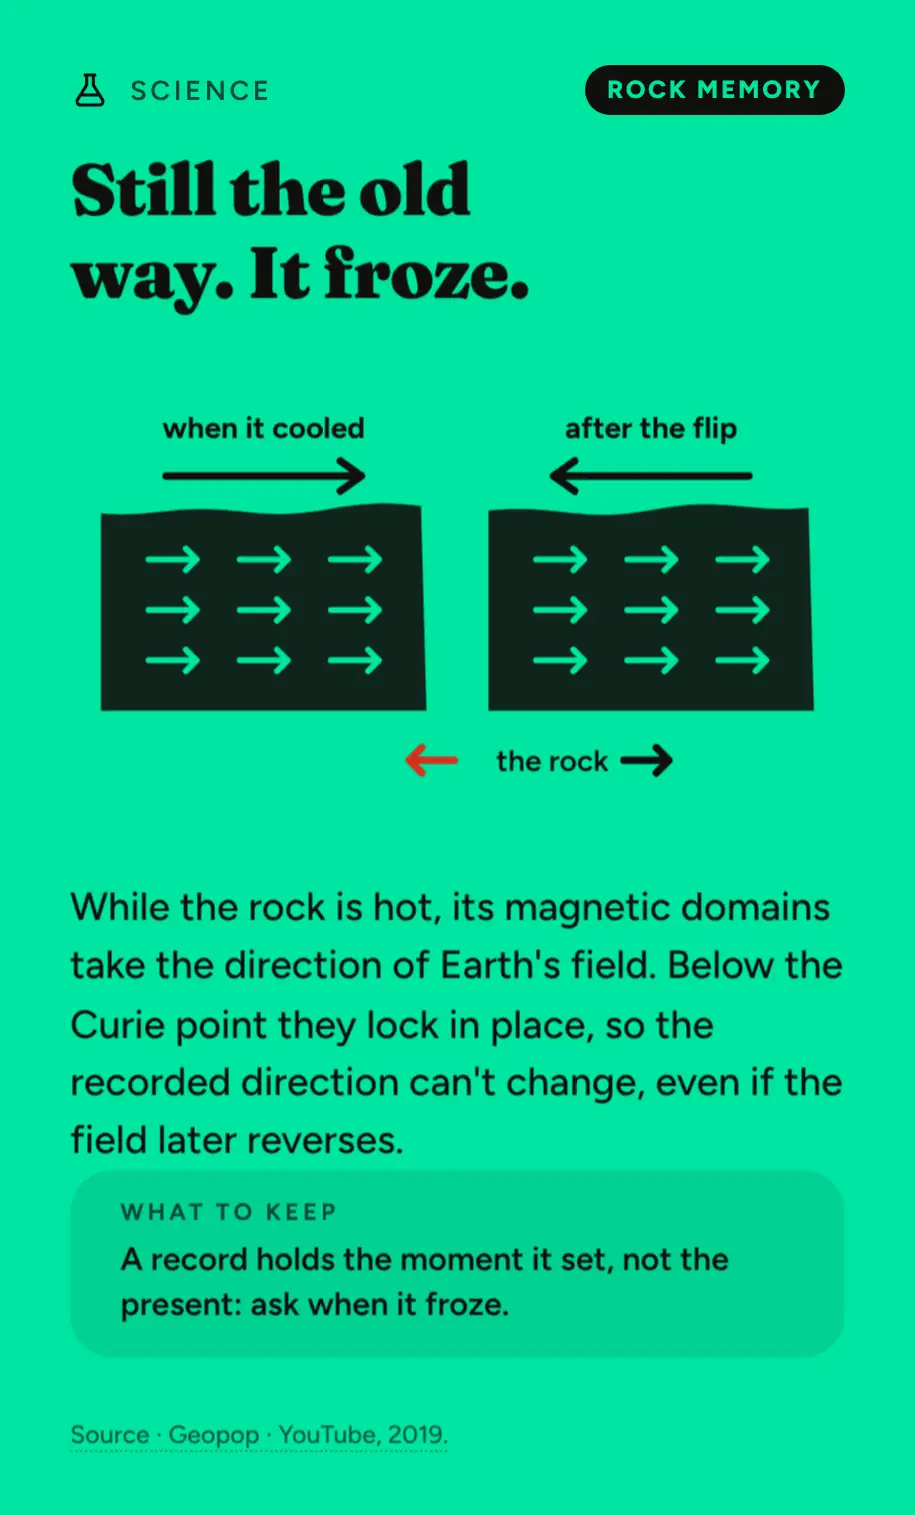 SCIENCE
ROCK MEMORY
Still the old
way. It froze.
when it cooled
after the flip
the rock
While the rock is hot, its magnetic domains
take the direction of Earth's field. Below the
Curie point they lock in place, so the
recorded direction can't change, even if the
field later reverses.
WHAT TO KEEP
A record holds the moment it set, not the
present: ask when it froze.
Source · Geopop · YouTube, 2019.